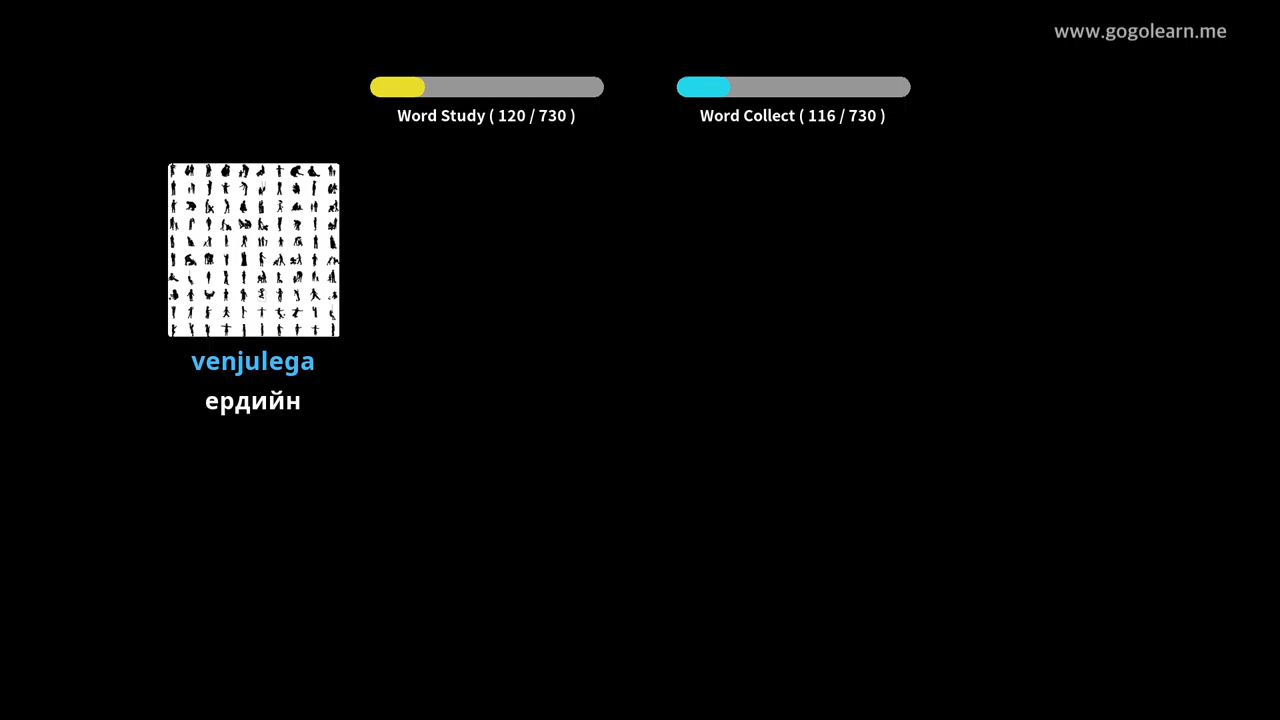 www.gogolearn.me
Word Study ( 120 / 730 )
Word Collect ( 116 / 730 )
venjulega
ердийн